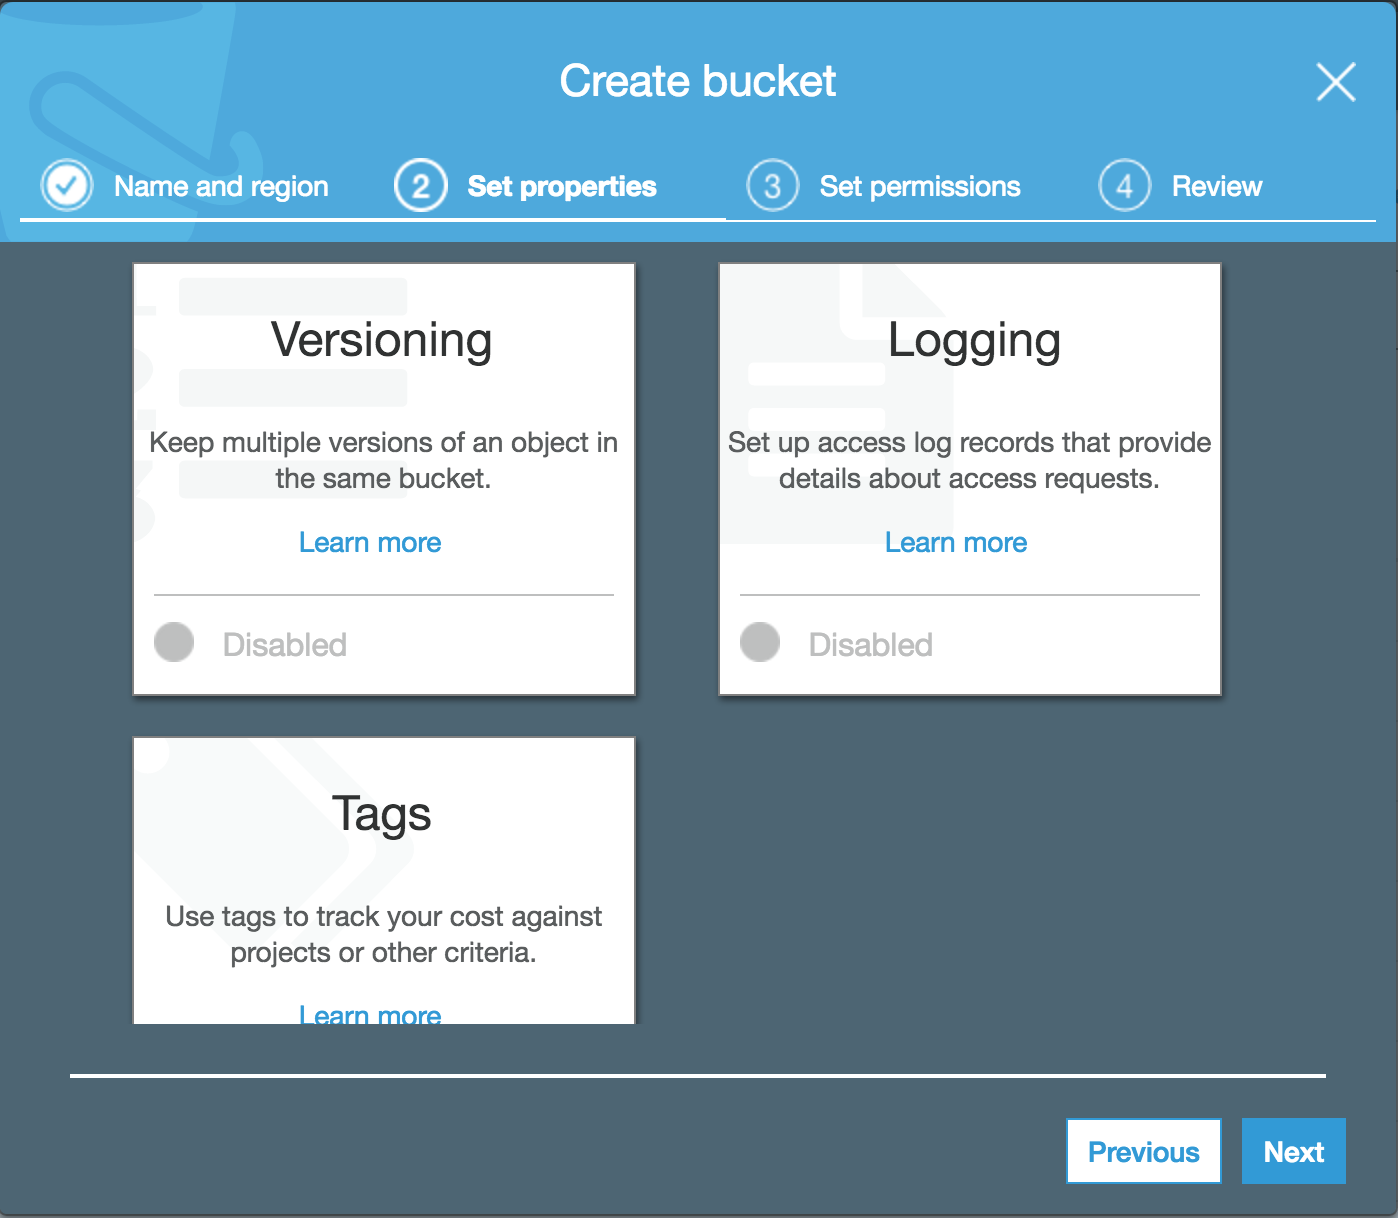 Create bucket
Name and region
2 Set properties
3 Set permissions
4 Review
Versioning
Keep multiple versions of an object in
the same bucket.
Learn more
Disabled
Logging
Set up access log records that provide
details about access requests.
Learn more
Disabled
Tags
Use tags to track your cost against
projects or other criteria.
Learn more
Previous
Next